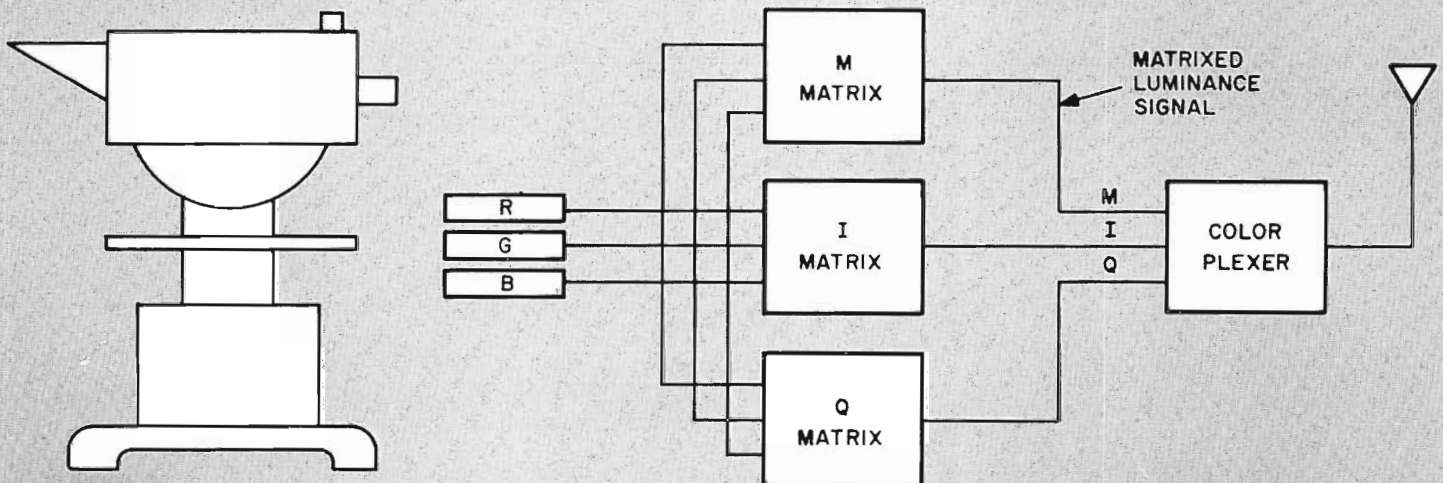 M
MATRIX
MATRIXED
LUMINANCE
SIGNAL
R
G
B
I
MATRIX
M
I
Q
COLOR
PLEXER
Q
MATRIX